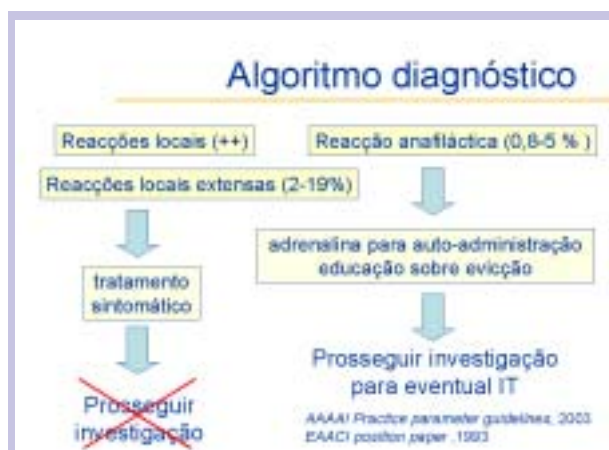 Algoritmo diagnóstico
Reacções locais (++)
Reacções locais extensas (2-19%)
tratamento
sintomático
Prosseguir
investigação
Reacção anafiláctica (0,8-5 % )
adrenalina para auto-administração
educação sobre evicção
Prosseguir investigação
para eventual IT
AAAAI Practice parameter guidelines, 2003
EAACI position paper ,1993